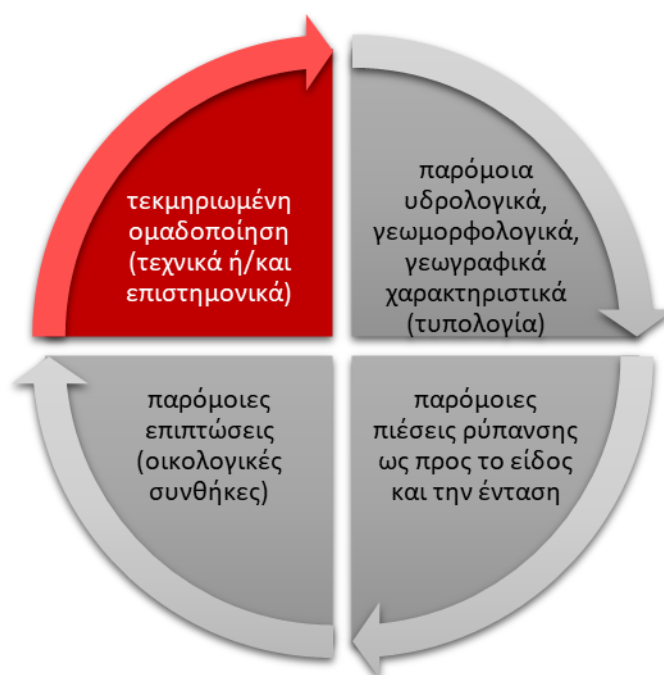 τεκμηριωμένη
ομαδοποίηση
(τεχνικά ή/και
επιστημονικά)
παρόμοια
υδρολογικά,
γεωμορφολογικά,
γεωγραφικά
χαρακτηριστικά
(τυπολογία)
παρόμοιες
πιέσεις ρύπανσης
ως προς το είδος
και την ένταση
παρόμοιες
επιπτώσεις
(οικολογικές
συνθήκες)